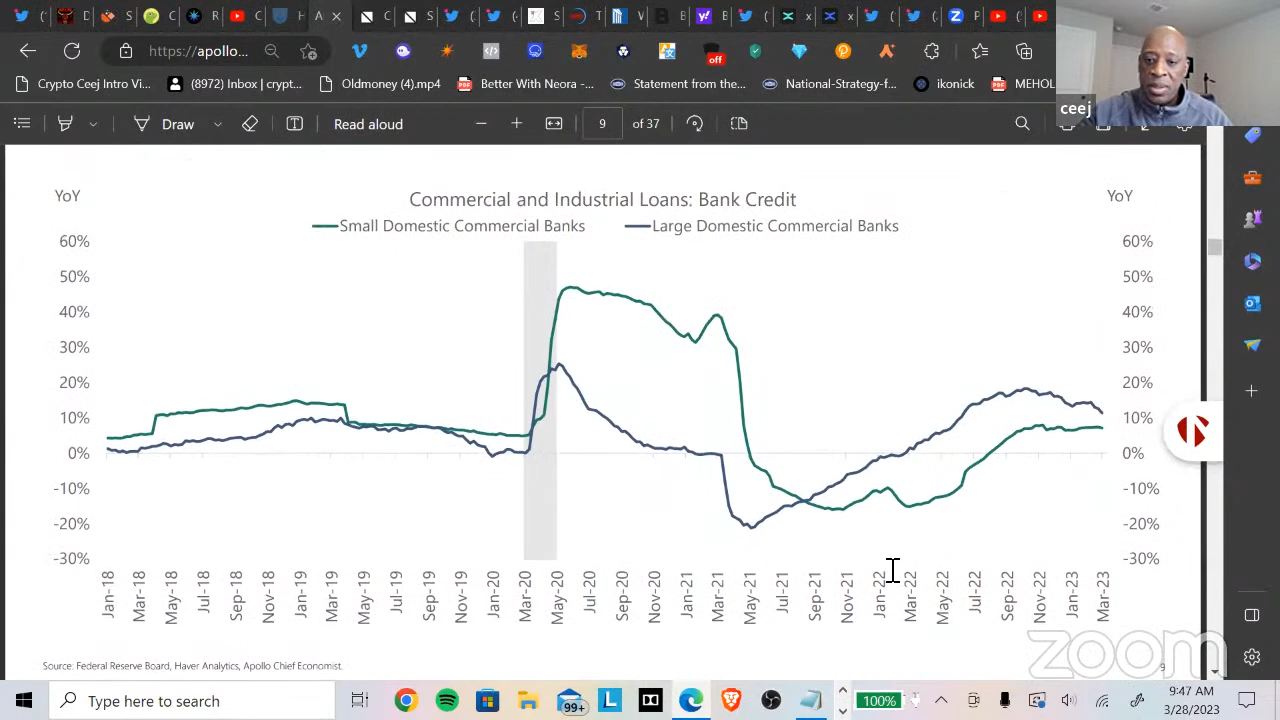 https://apollo...
off
Crypto Ceej Intro Vi...
(8972) Inbox | crypt...
Oldmoney (4).mp4
Better With Neora -...
Statement from the...
National-Strategy-f...
ikonick
MEHOL
ceej
Draw
Read aloud
9 of 37
YoY
YoY
Commercial and Industrial Loans: Bank Credit
Small Domestic Commercial Banks Large Domestic Commercial Banks
60% 60%
50% 50%
40% 40%
30% 30%
20% 20%
10% 10%
0% 0%
-10% -10%
-20% -20%
-30% -30%
Jan-18 Mar-18 May-18 Jul-18 Sep-18 Nov-18 Jan-19 Mar-19 May-19 Jul-19 Sep-19 Nov-19 Jan-20 Mar-20 May-20 Jul-20 Sep-20 Nov-20 Jan-21 Mar-21 May-21 Jul-21 Sep-21 Nov-21 Jan-22 Mar-22 May-22 Jul-22 Sep-22 Nov-22 Jan-23 Mar-23
zoom
Source: Federal Reserve Board, Haver Analytics, Apollo Chief Economist.
9
Type here to search
99+
100%
9:47 AM
3/28/2023